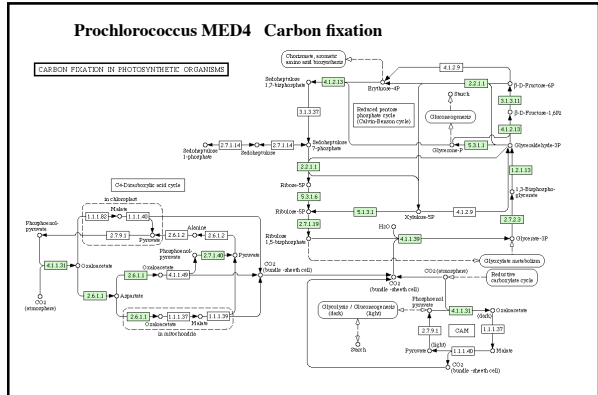 Prochlorococcus MED4 Carbon fixation
CARBON FIXATION IN PHOTOSYNTHETIC ORGANISMS
Chorismate, aromatic
amino acid biosynthesis
4.1.2.9
Sedoheptulose
1,7-bisphosphate
4.1.2.13
Erythrose-4P
2.2.1.1
β-D-Fructose-6P
Starch
3.1.3.11
3.1.3.37
Reduced pentose
phosphate cycle
(Calvin-Benson cycle)
Gluconeogenesis
β-D-Fructose-1,6P2
4.1.2.13
Sedoheptulose
1-phosphate
2.7.1.14
Sedoheptulose
2.7.1.14
Sedoheptulose
7-phosphate
Glycerone-P
5.3.1.1
Glyceraldehyde-3P
2.2.1.1
1.2.1.13
C4-Dicarboxylic acid cycle
Ribose-5P
5.3.1.6
1,3-Bisphospho-
glycerate
in chloroplast
Malate
1.1.1.82
1.1.1.40
Ribulose-5P
5.1.3.1
Xylulose-5P
4.1.2.9
2.7.2.3
Phosphoenol-
pyruvate
2.7.9.1
Pyruvate
2.6.1.2
Alanine
2.6.1.2
2.7.1.19
H2O
Ribulose
1,5-bisphosphate
4.1.1.39
Glycerate-3P
Phosphoenol-
pyruvate
2.7.1.40
Pyruvate
Glyoxylate metabolism
4.1.1.31
Oxaloacetate
Oxaloacetate
2.6.1.1
4.1.1.49
CO2
(bundle -sheath cell)
CO2
(bundle -sheath cell)
CO2 (atmosphere)
Reductive
carboxylate cycle
2.6.1.1
Aspartate
CO2
(atmosphere)
2.6.1.1
Oxaloacetate
1.1.1.37
Malate
1.1.1.39
in mitochondria
Glycolysis / Gluconeogenesis
(dark) (light)
Phosphoenol
pyruvate
4.1.1.31
Oxaloacetate
(dark)
2.7.9.1
CAM
1.1.1.37
Starch
Pyruvate
(light)
1.1.1.40
Malate
CO2
(bundle -sheath cell)